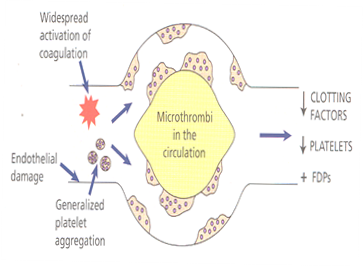 Widespread
activation of
coagulation
Endothelial
damage
Generalized
platelet
aggregation
Microthrombi
in the
circulation
↓ CLOTTING
FACTORS
↓ PLATELETS
+ FDPs